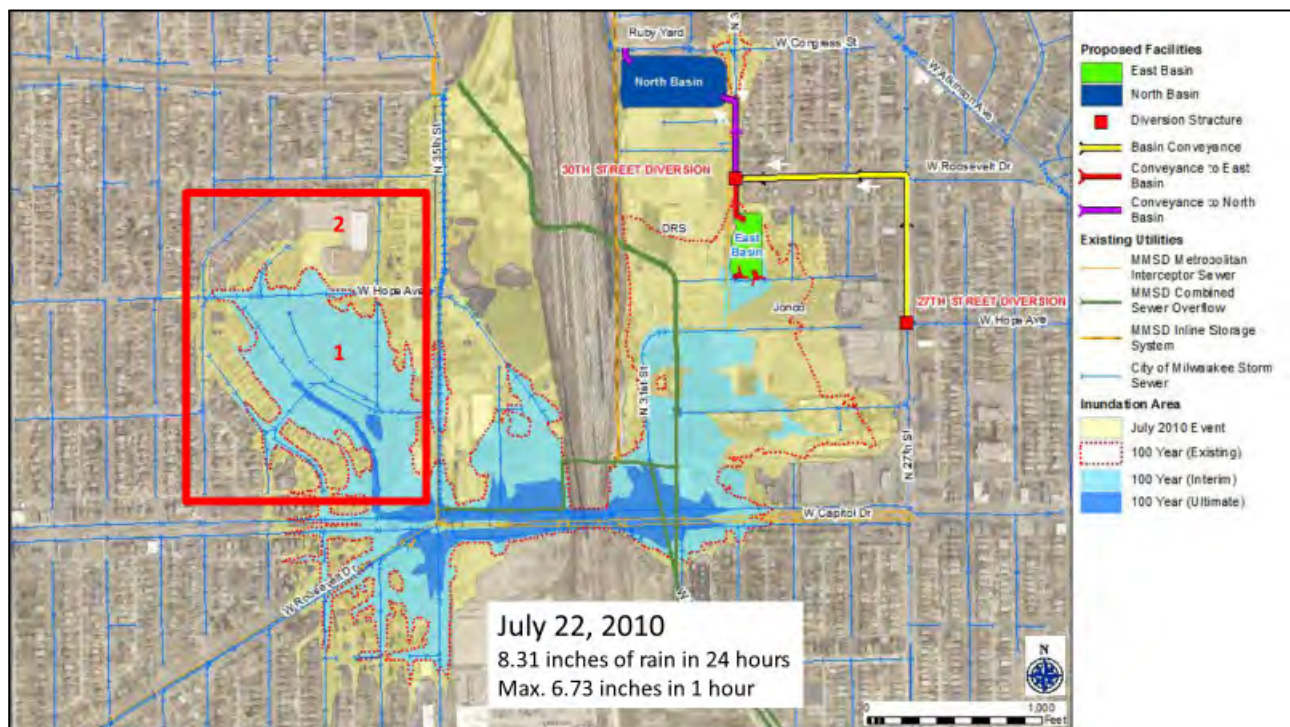 Ruby Yard
W Congress St
N 3
W Atkinson Ave
North Basin
N 35th St
30TH STREET DIVERSION
W Roosevelt Dr
2
DRS
East
Basin
W Hope Ave
27TH STREET DIVERSION
Jonco
W Hope Ave
1
N 31st St
N 27th St
W Capitol Dr
W Roosevelt Dr
W
July 22, 2010
8.31 inches of rain in 24 hours
Max. 6.73 inches in 1 hour
Proposed Facilities
East Basin
North Basin
Diversion Structure
Basin Conveyance
Conveyance to East
Basin
Conveyance to North
Basin
Existing Utilities
MMSD Metropolitan
Interceptor Sewer
MMSD Combined
Sewer Overflow
MMSD Inline Storage
System
City of Milwaukee Storm
Sewer
Inundation Area
July 2010 Event
100 Year (Existing)
100 Year (Interim)
100 Year (Ultimate)
N
0 1,000
Feet